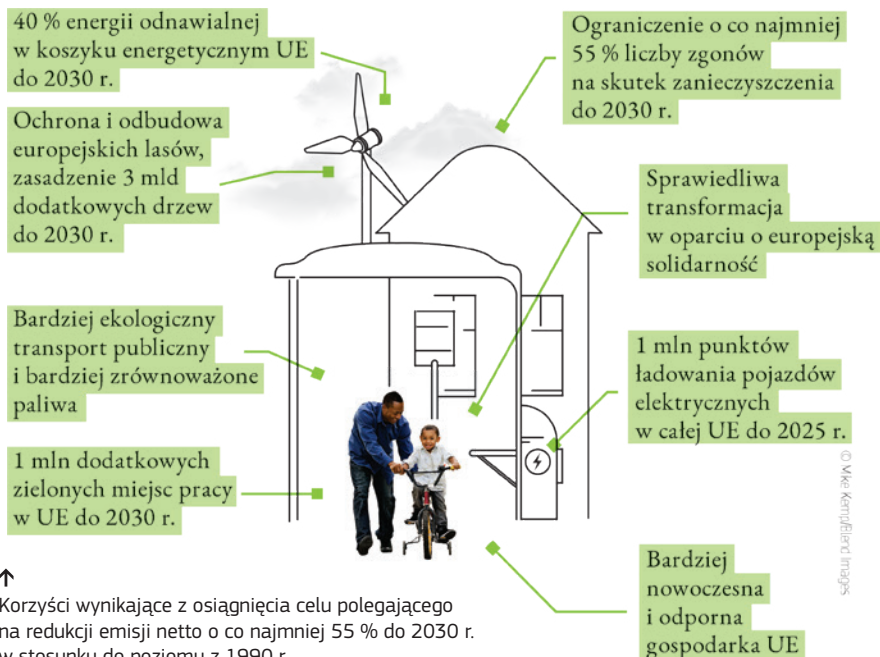 40 % energii odnawialnej
w koszyku energetycznym UE
do 2030 r.
Ochrona i odbudowa
europejskich lasów,
zasadzenie 3 mld
dodatkowych drzew
do 2030 r.
Bardziej ekologiczny
transport publiczny
i bardziej zrównoważone
paliwa
1 mln dodatkowych
zielonych miejsc pracy
w UE do 2030 r.
Ograniczenie o co najmniej
55 % liczby zgonów
na skutek zanieczyszczenia
do 2030 r.
Sprawiedliwa
transformacja
w oparciu o europejską
solidarność
1 mln punktów
ładowania pojazdów
elektrycznych
w całej UE do 2025 r.
Bardziej
nowoczesna
i odporna
gospodarka UE
© Mike Kemp/Blend Images
↑
Korzyści wynikające z osiągnięcia celu polegającego
na redukcji emisji netto o co najmniej 55 % do 2030 r.
w stosunku do poziomu z 1990 r.